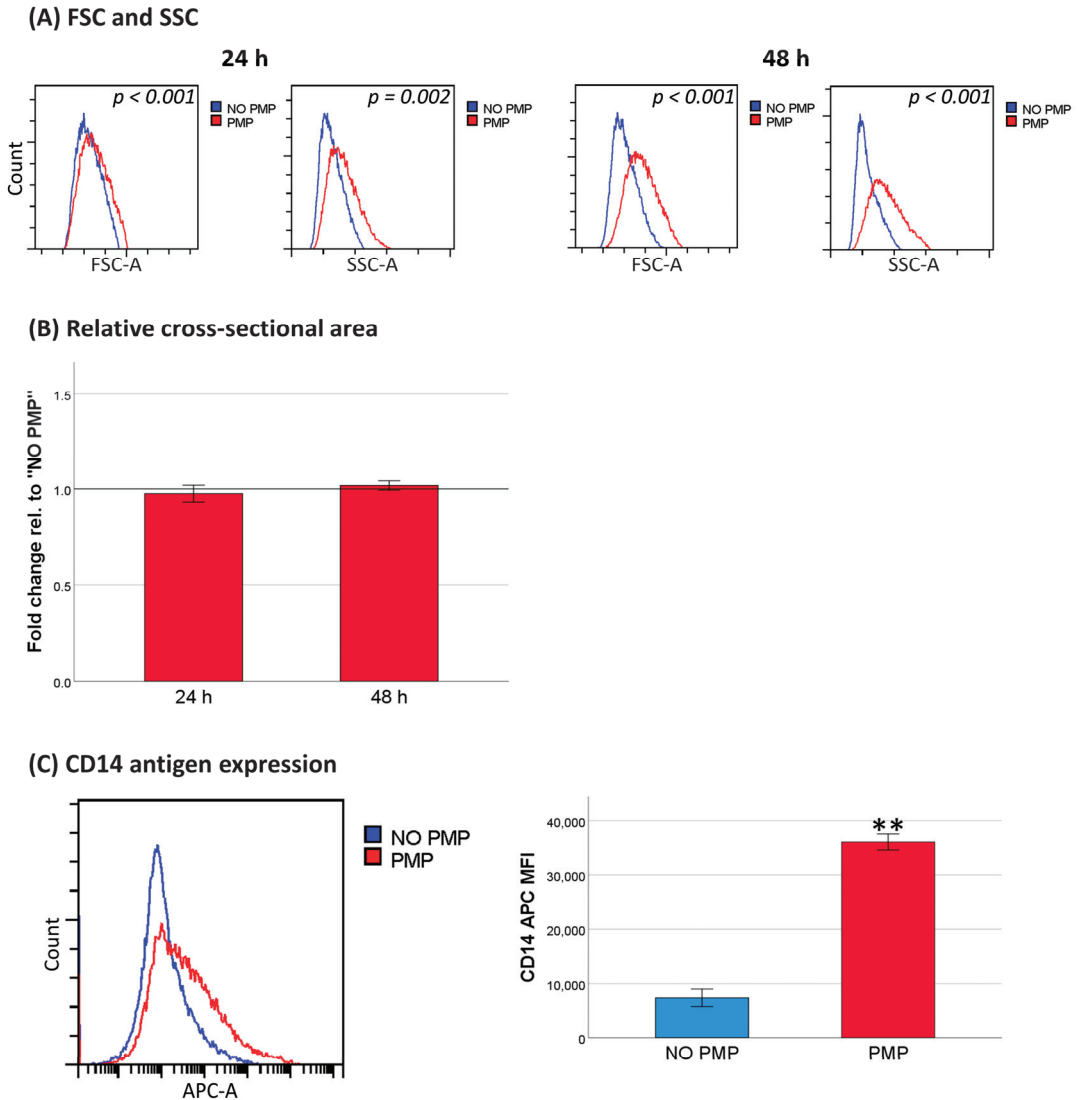 (A) FSC and SSC
24 h
48 h
p < 0.001
NO PMP
PMP
Count
FSC-A
p = 0.002
NO PMP
PMP
SSC-A
p < 0.001
NO PMP
PMP
FSC-A
p < 0.001
NO PMP
PMP
SSC-A
(B) Relative cross-sectional area
Fold change rel. to "NO PMP"
1.5
1.0
0.5
0.0
24 h
48 h
(C) CD14 antigen expression
Count
NO PMP
PMP
APC-A
CD14 APC MFI
40,000
30,000
20,000
10,000
0
**
NO PMP
PMP